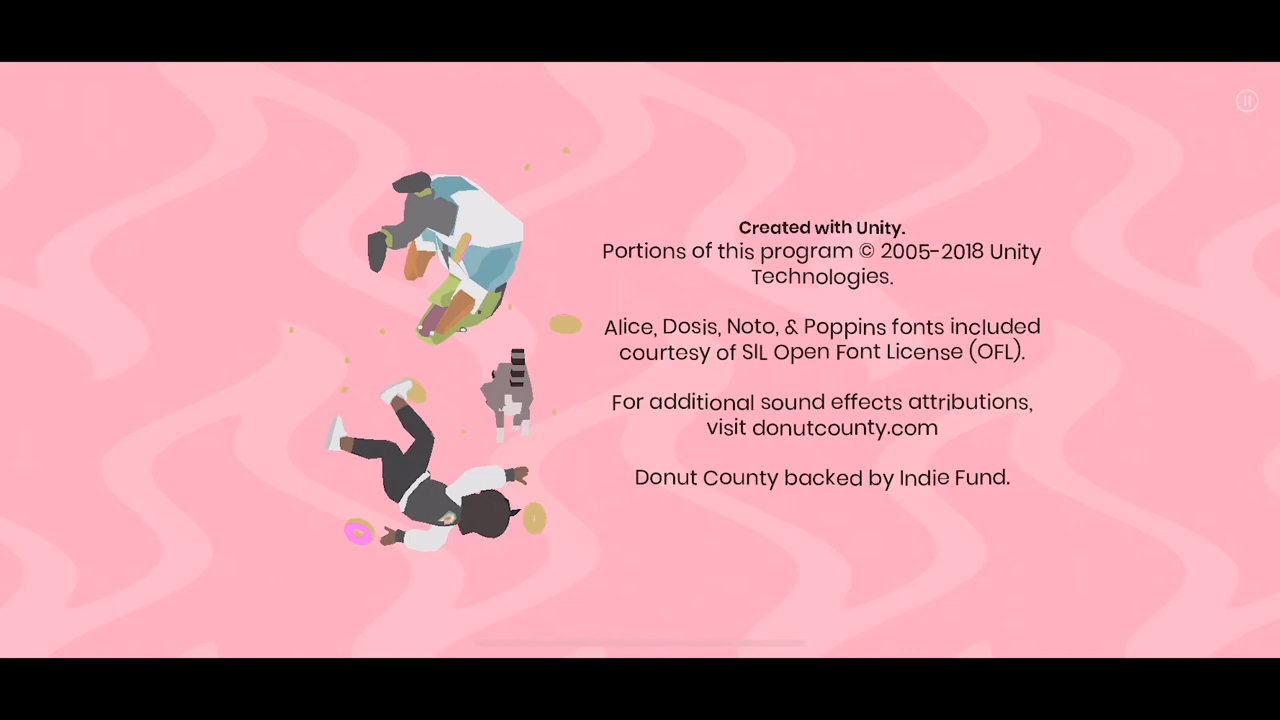 Created with Unity.
Portions of this program © 2005-2018 Unity
Technologies.
Alice, Dosis, Noto, & Poppins fonts included
courtesy of SIL Open Font License (OFL).
For additional sound effects attributions,
visit donutcounty.com
Donut County backed by Indie Fund.